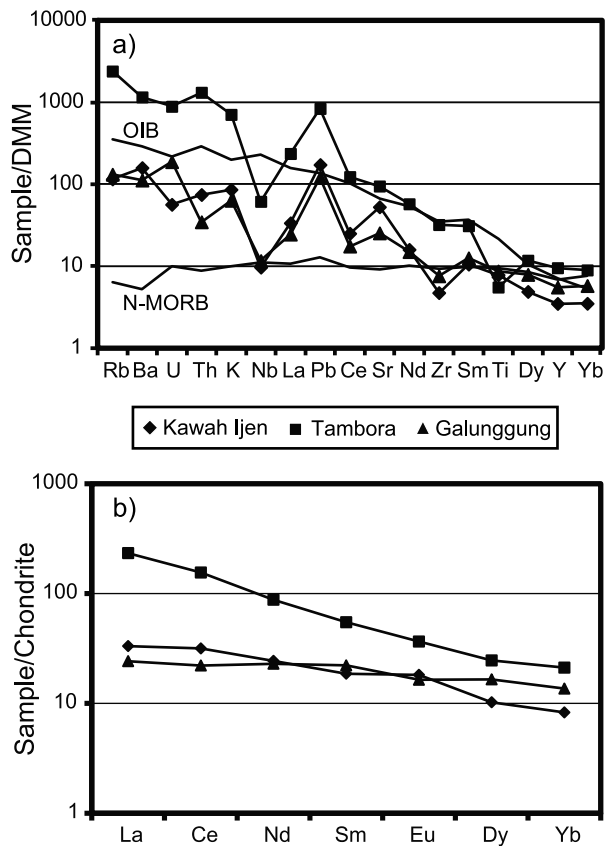 a)
10000
1000
100
10
1
Sample/DMM
OIB
N-MORB
Rb Ba U Th K Nb La Pb Ce Sr Nd Zr Sm Ti Dy Y Yb
Kawah Ijen Tambora Galunggung
b)
1000
100
10
1
Sample/Chondrite
La Ce Nd Sm Eu Dy Yb